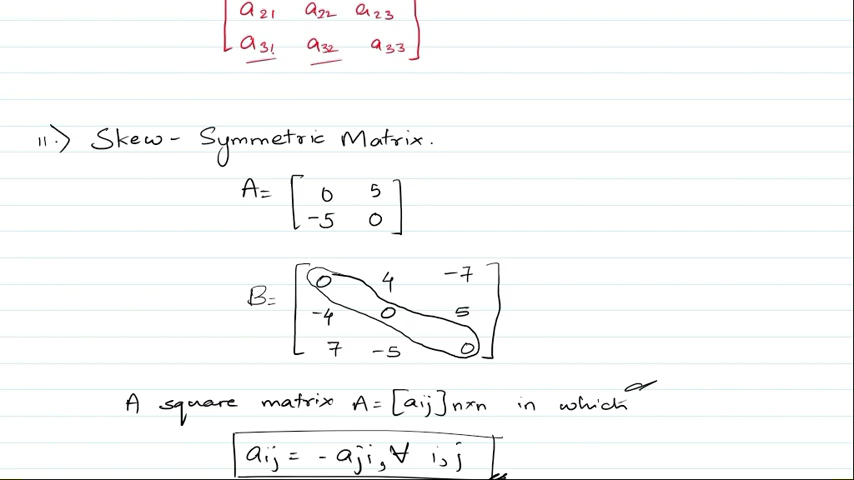 a21 a22 a23
a31 a32 a33
11.) Skew - Symmetric Matrix.
A= [ 0 5
-5 0 ]
B= [ 0 4 -7
-4 0 5
7 -5 0 ]
A square matrix A = [aij] n×n in which
aij = - aji, ∀ i, j